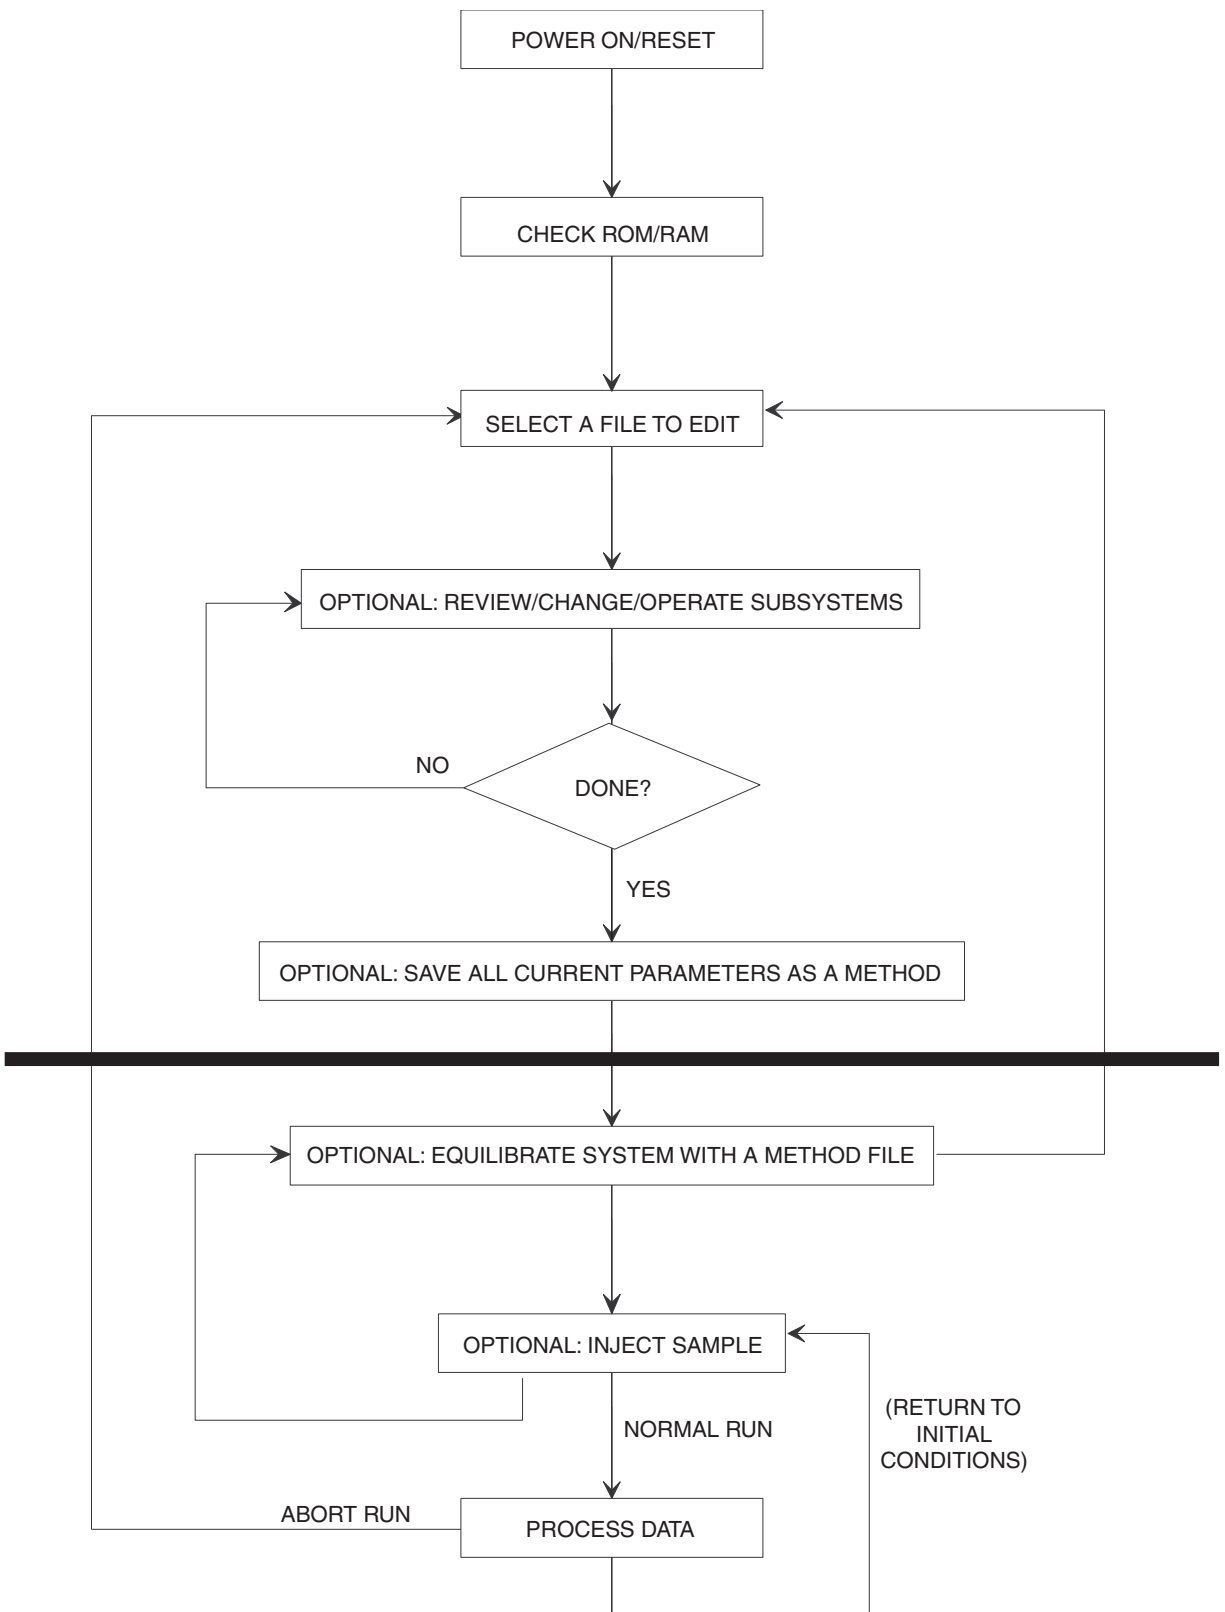 POWER ON/RESET
CHECK ROM/RAM
SELECT A FILE TO EDIT
OPTIONAL: REVIEW/CHANGE/OPERATE SUBSYSTEMS
NO
DONE?
YES
OPTIONAL: SAVE ALL CURRENT PARAMETERS AS A METHOD
OPTIONAL: EQUILIBRATE SYSTEM WITH A METHOD FILE
OPTIONAL: INJECT SAMPLE
NORMAL RUN
(RETURN TO
INITIAL
CONDITIONS)
ABORT RUN
PROCESS DATA